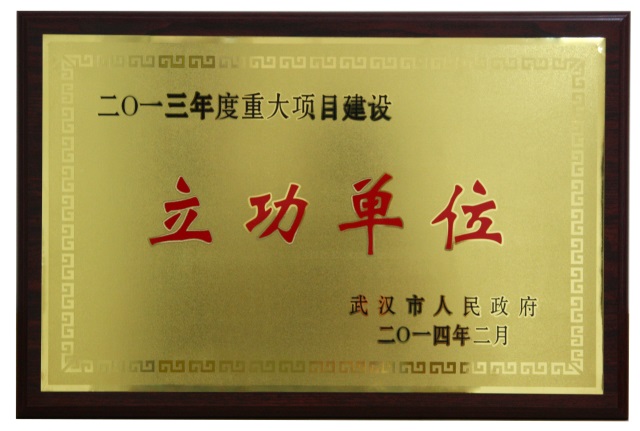 二〇一三年度重大项目建设
立功单位
武汉市人民政府
二〇一四年二月